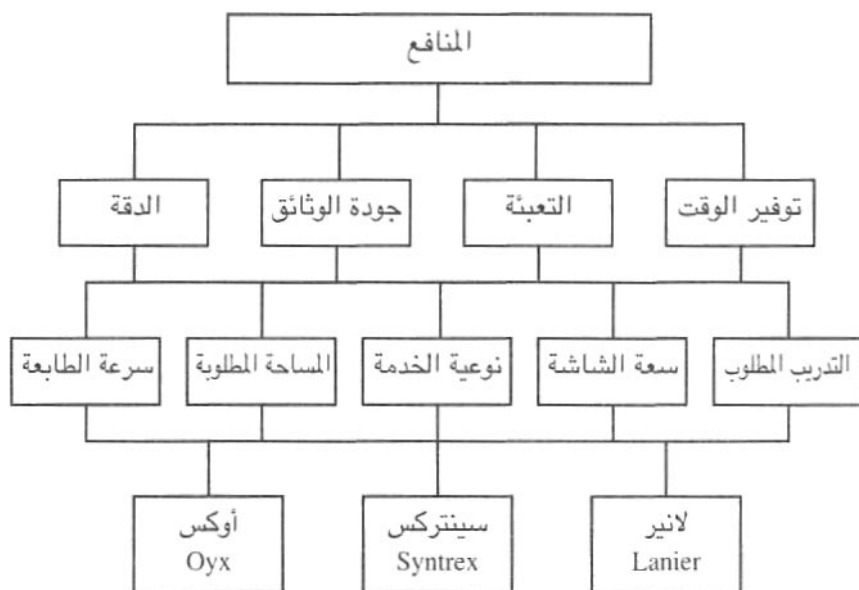 المنافع
توفير الوقت
التعبئة
جودة الوثائق
الدقة
التدريب المطلوب
سعة الشاشة
نوعية الخدمة
المساحة المطلوبة
سرعة الطابعة
لانير
Lanier
سينتركس
Syntrex
أوكس
Oyx